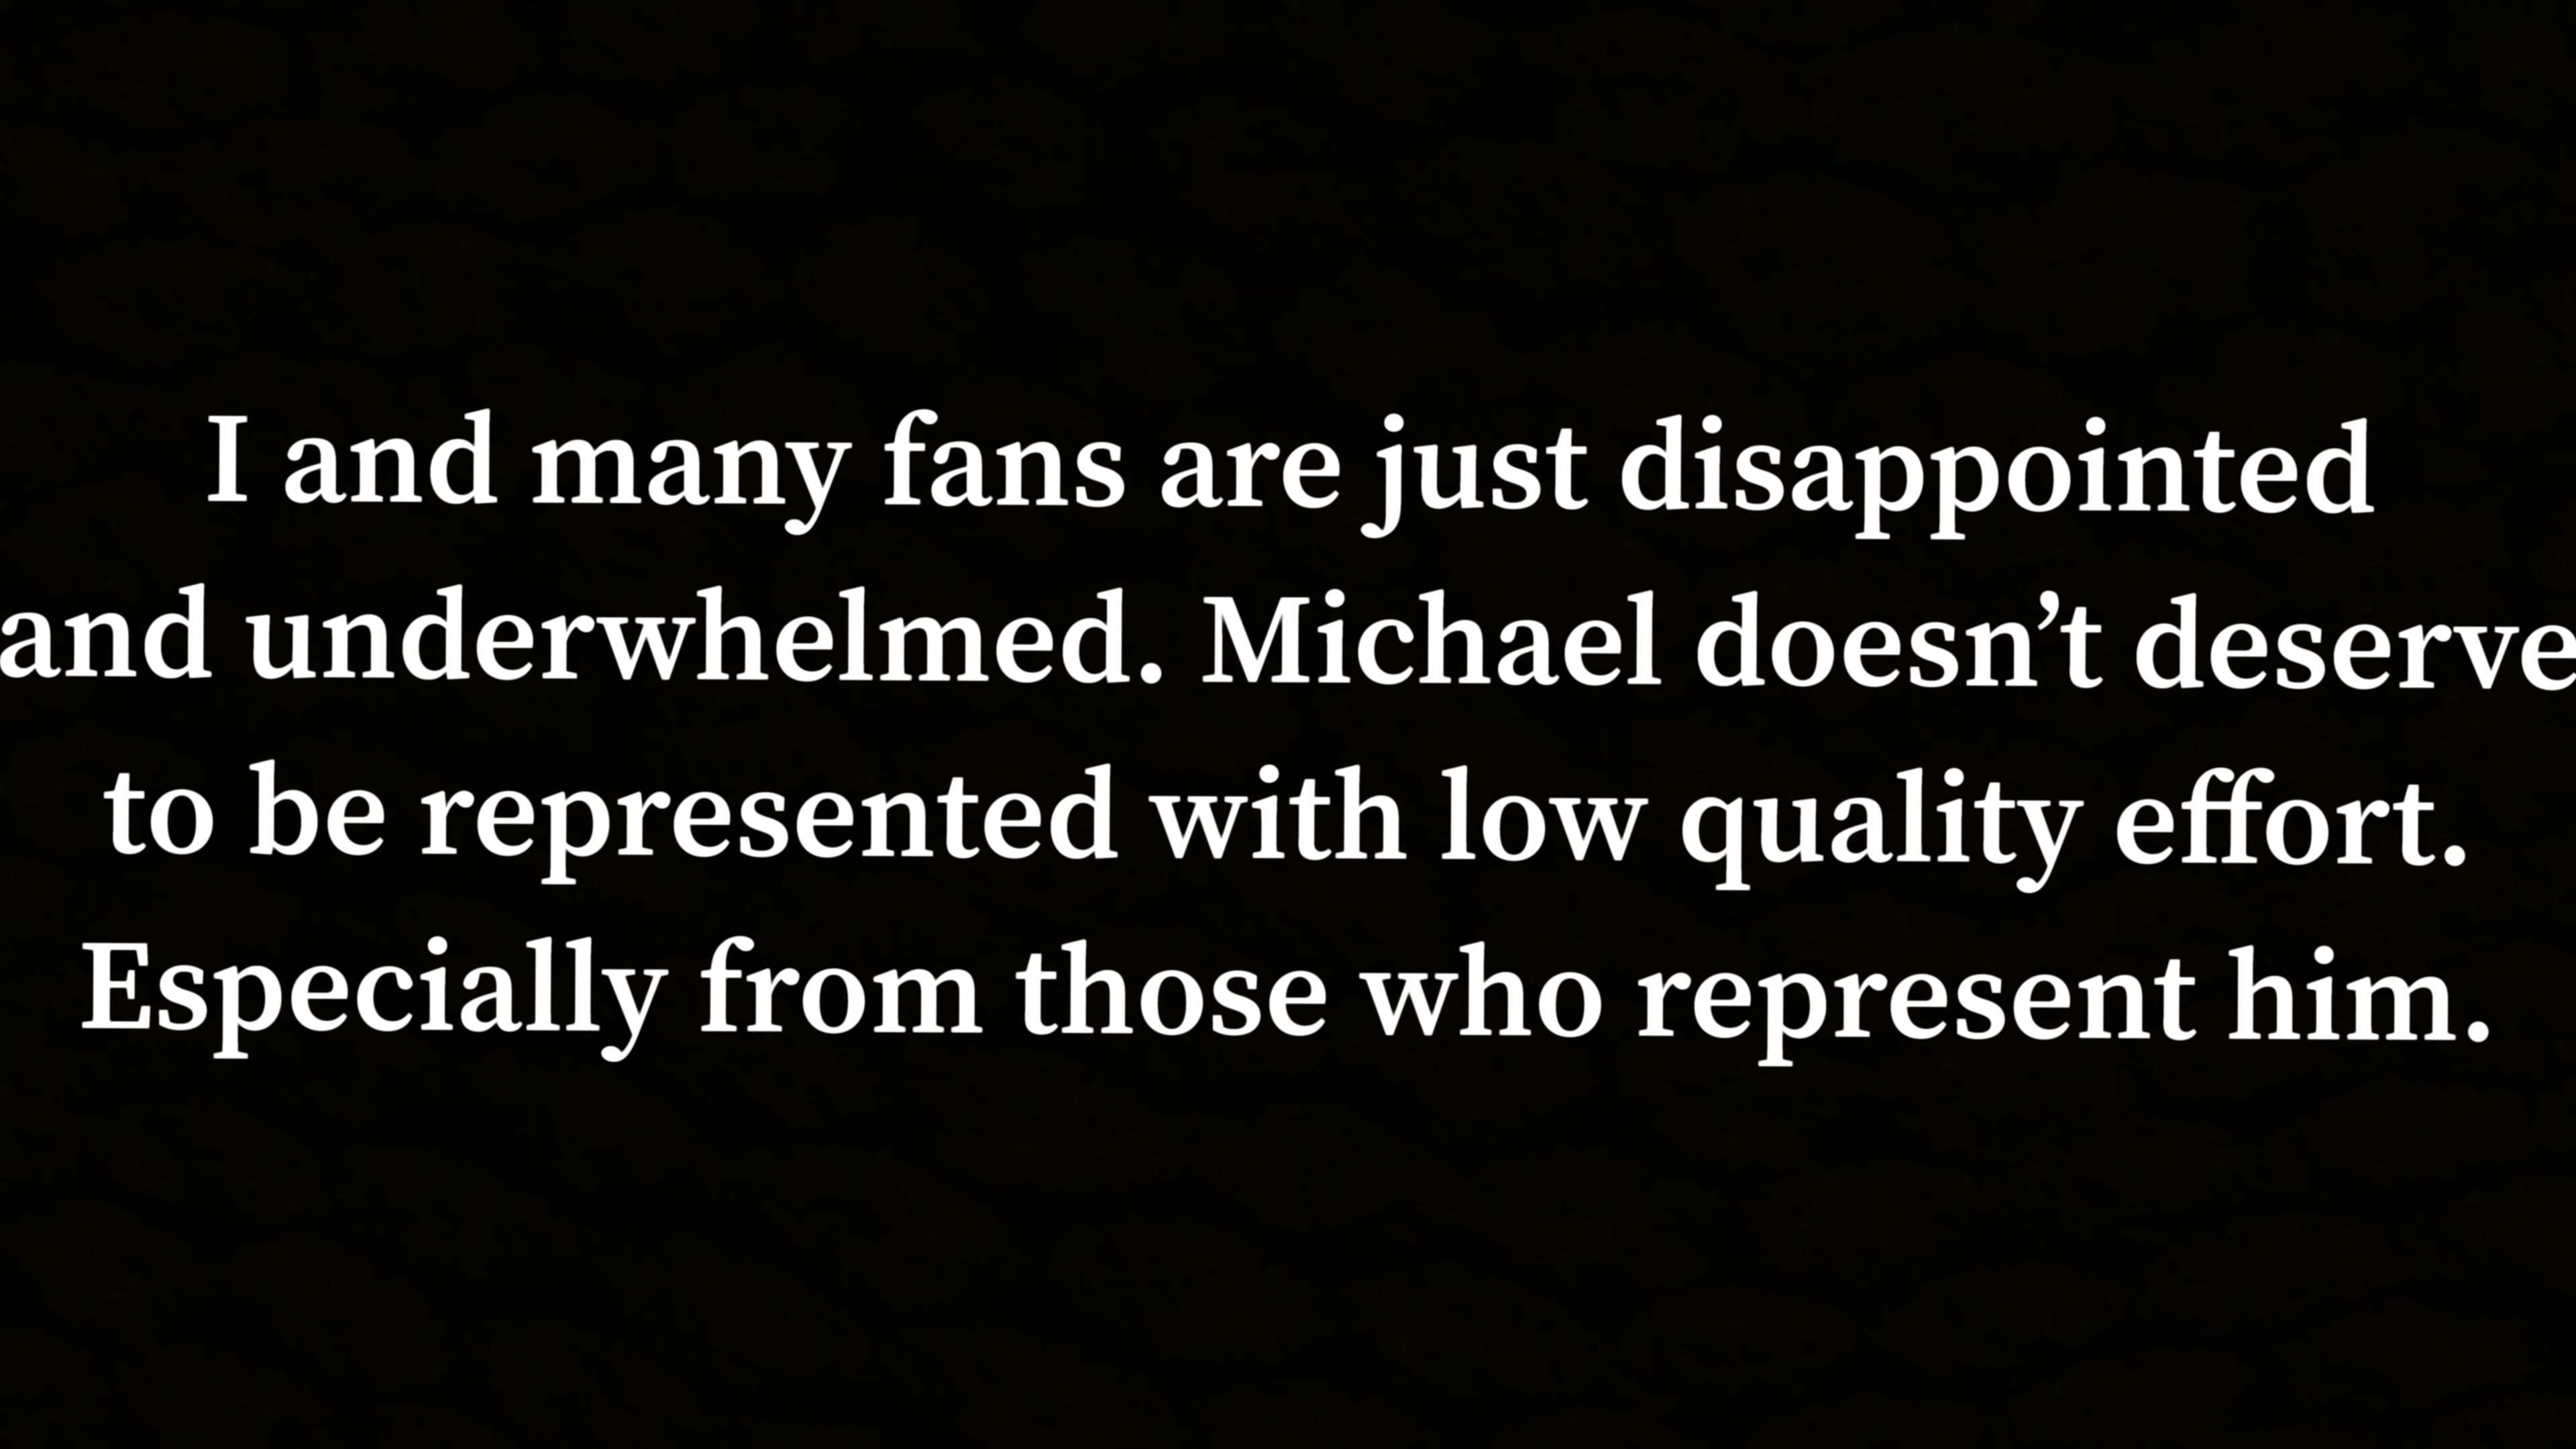 I and many fans are just disappointed
and underwhelmed. Michael doesn’t deserve
to be represented with low quality effort.
Especially from those who represent him.